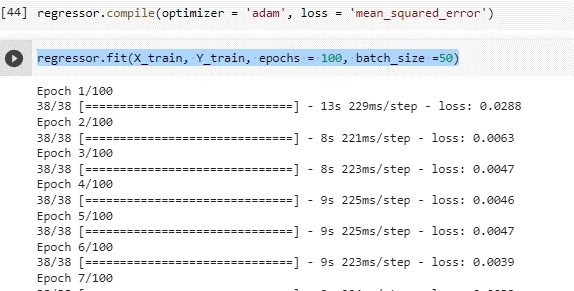 [44] regressor.compile(optimizer = 'adam', loss = 'mean_squared_error')
regressor.fit(X_train, Y_train, epochs = 100, batch_size =50)
Epoch 1/100
38/38 [==============================] - 13s 229ms/step - loss: 0.0288
Epoch 2/100
38/38 [==============================] - 8s 221ms/step - loss: 0.0063
Epoch 3/100
38/38 [==============================] - 8s 223ms/step - loss: 0.0047
Epoch 4/100
38/38 [==============================] - 9s 225ms/step - loss: 0.0046
Epoch 5/100
38/38 [==============================] - 9s 225ms/step - loss: 0.0047
Epoch 6/100
38/38 [==============================] - 9s 223ms/step - loss: 0.0039
Epoch 7/100